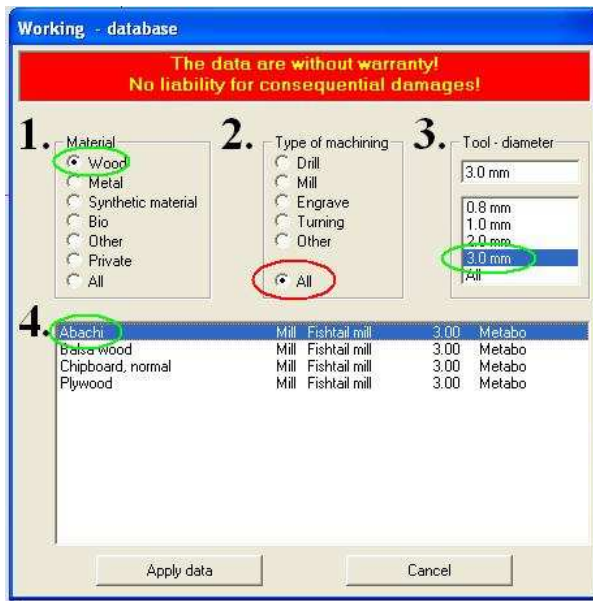 Working - database
The data are without warranty!
No liability for consequential damages!
1.
Material
Wood
Metal
Synthetic material
Bio
Other
Private
All
2.
Type of machining
Drill
Mill
Engrave
Turning
Other
All
3.
Tool - diameter
3.0 mm
0.8 mm
1.0 mm
2.0 mm
3.0 mm
All
4.
Abachi Mill Fishtail mill 3.00 Metabo
Balsa wood Mill Fishtail mill 3.00 Metabo
Chipboard, normal Mill Fishtail mill 3.00 Metabo
Plywood Mill Fishtail mill 3.00 Metabo
Apply data Cancel